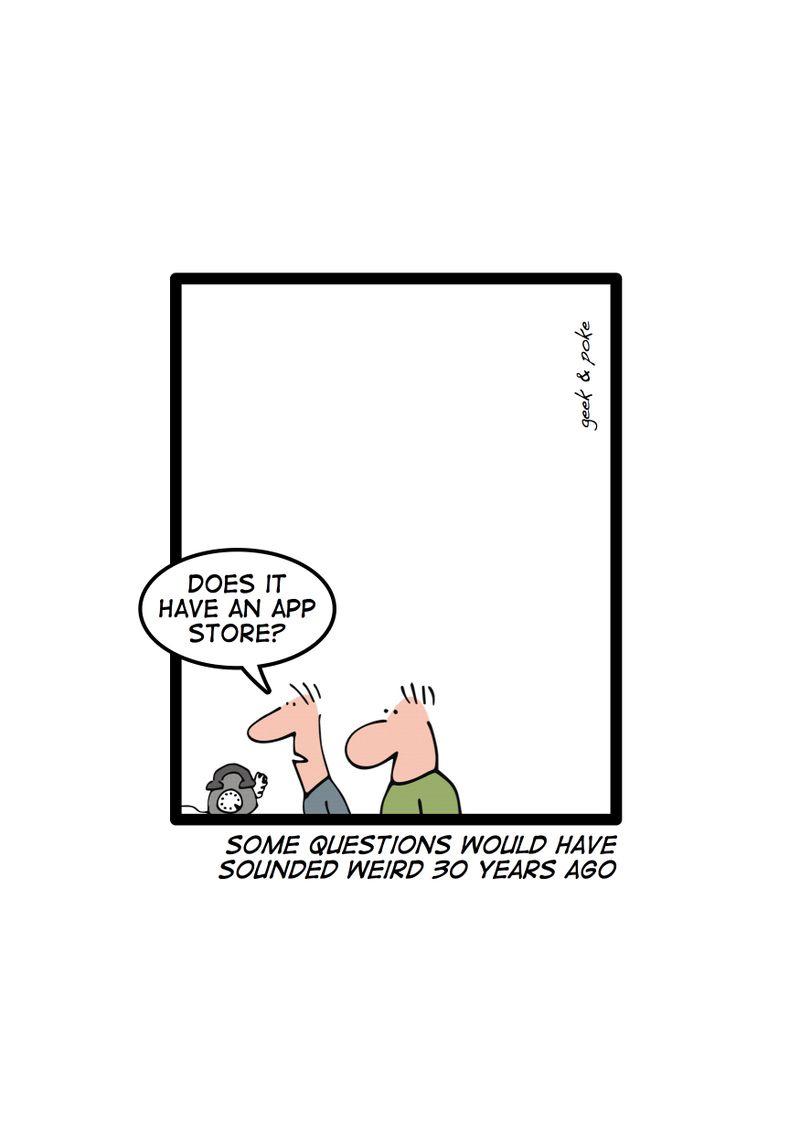 geek & poke
DOES IT
HAVE AN APP
STORE?
SOME QUESTIONS WOULD HAVE
SOUNDED WEIRD 30 YEARS AGO